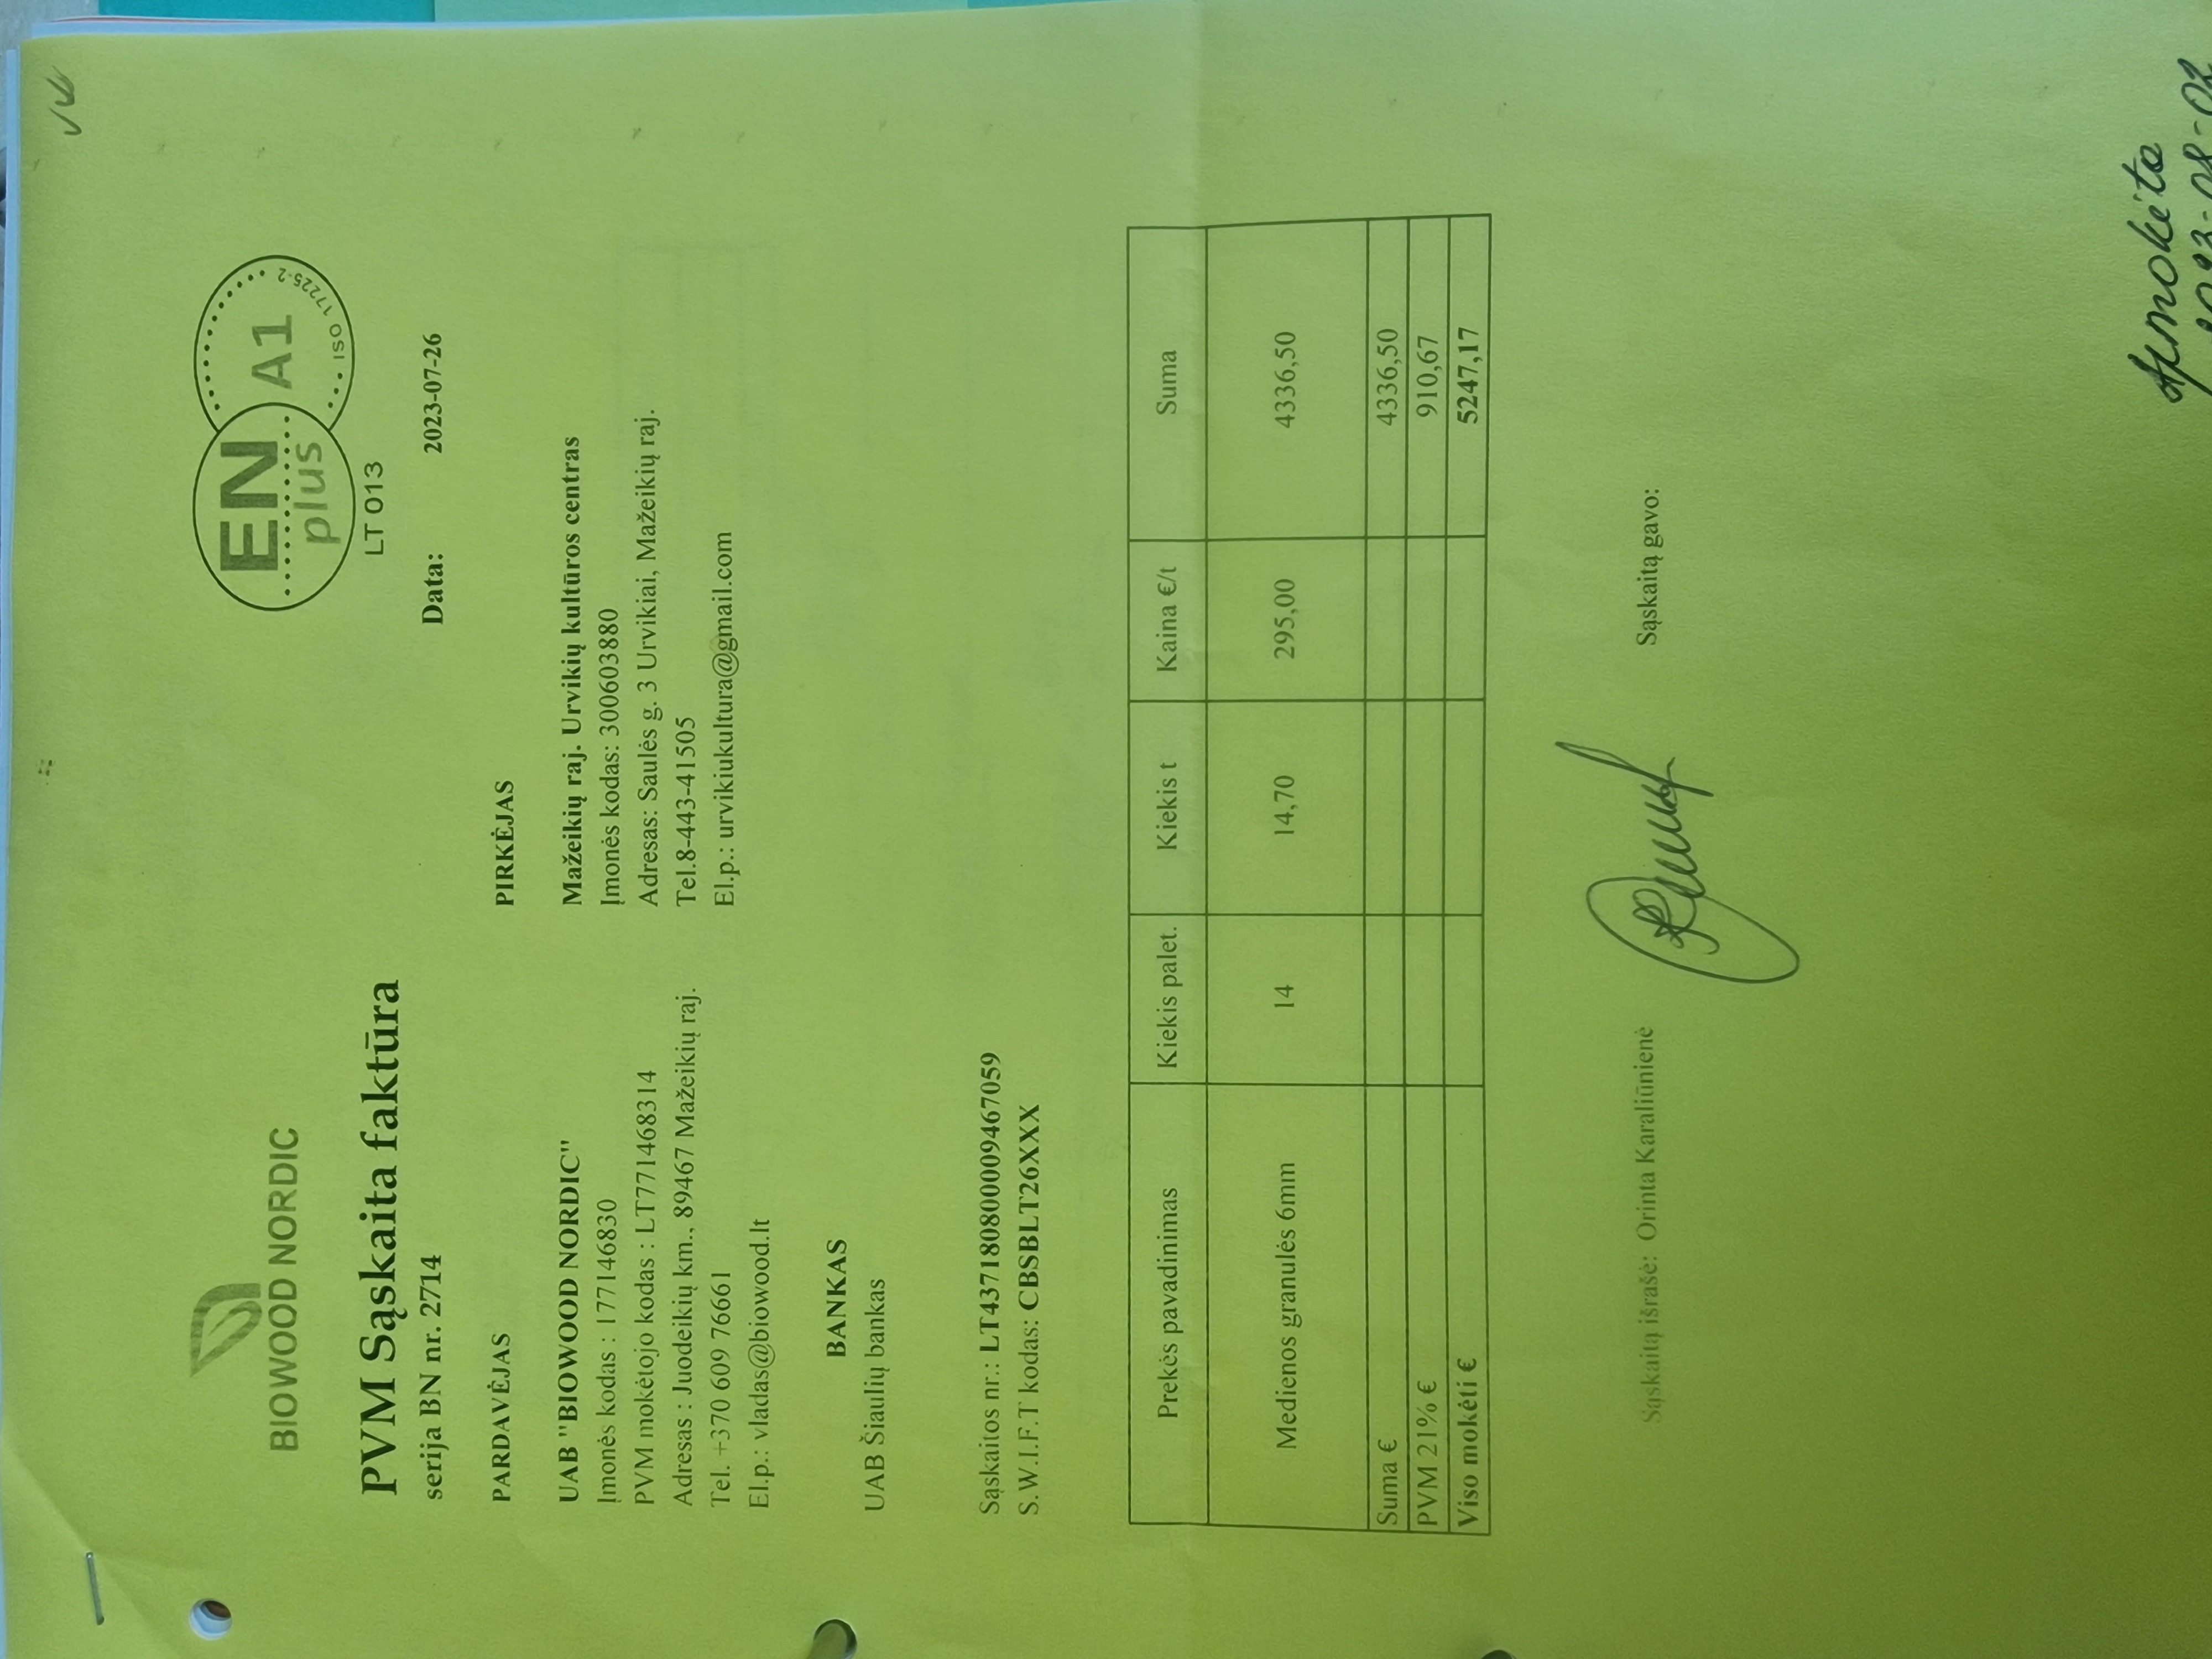 BIOWOOD NORDIC
EN
plus
A1
ISO 17225-2
LT 013
PVM Sąskaita faktūra
serija BN nr. 2714
Data: 2023-07-26
PARDAVĖJAS
UAB "BIOWOOD NORDIC"
Įmonės kodas : 177146830
PVM mokėtojo kodas : LT771468314
Adresas : Juodeikių km., 89467 Mažeikių raj.
Tel. +370 609 76661
El.p.: vladas@biowood.lt
PIRKĖJAS
Mažeikių raj. Urvikių kultūros centras
Įmonės kodas: 300603880
Adresas: Saulės g. 3 Urvikiai, Mažeikių raj.
Tel.8-443-41505
El.p.: urvikiukultura@gmail.com
BANKAS
UAB Šiaulių bankas
Sąskaitos nr.: LT437180800009467059
S.W.I.F.T kodas: CBSBLT26XXX
Prekės pavadinimas Kiekis palet. Kiekis t Kaina €/t Suma
Medienos granulės 6mm 14 14,70 295,00 4336,50
Suma € 4336,50
PVM 21% € 910,67
Viso mokėti € 5247,17
Sąskaitą išrašė: Orinta Karaliūnienė
Sąskaitą gavo:
Apmokėta